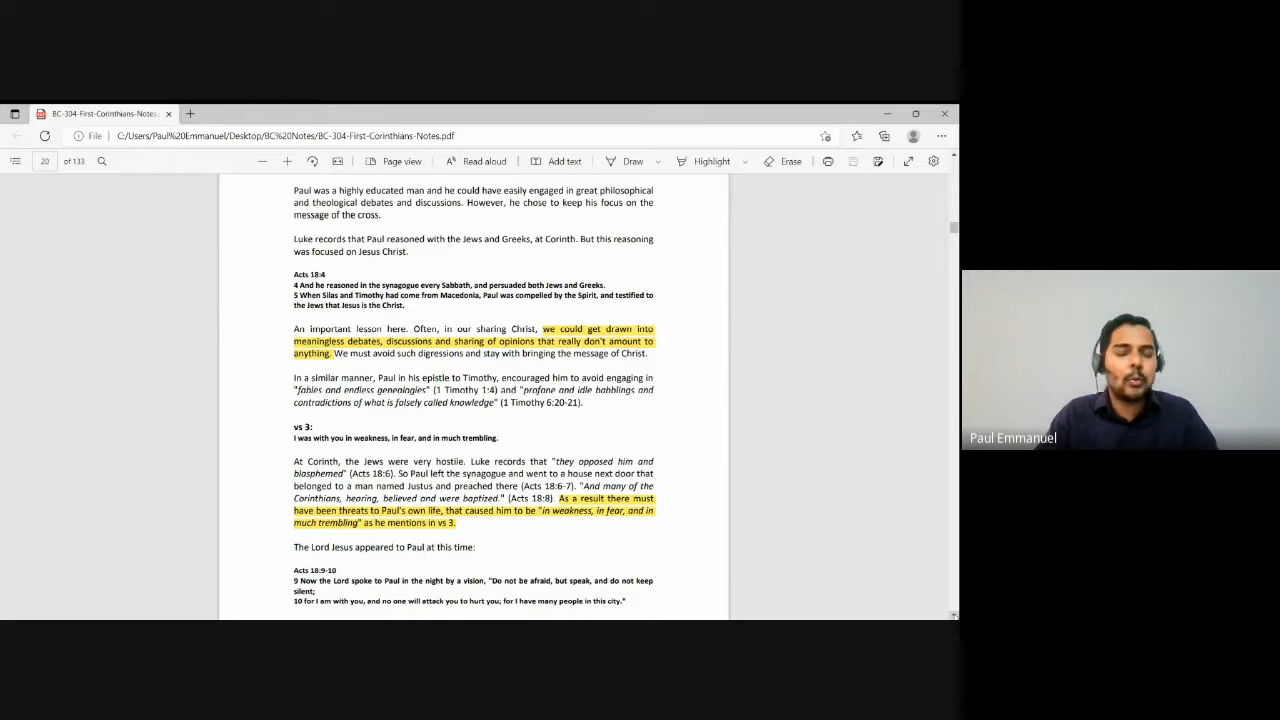 BC-304-First-Corinthians-Notes.
File
C:/Users/Paul%20Emmanuel/Desktop/BC%20Notes/BC-304-First-Corinthians-Notes.pdf
20 of 133
Page view
Read aloud
Add text
Draw
Highlight
Erase
Paul was a highly educated man and he could have easily engaged in great philosophical
and theological debates and discussions. However, he chose to keep his focus on the
message of the cross.
Luke records that Paul reasoned with the Jews and Greeks, at Corinth. But this reasoning
was focused on Jesus Christ.
Acts 18:4
4 And he reasoned in the synagogue every Sabbath, and persuaded both Jews and Greeks.
5 When Silas and Timothy had come from Macedonia, Paul was compelled by the Spirit, and testified to
the Jews that Jesus is the Christ.
An important lesson here. Often, in our sharing Christ, we could get drawn into
meaningless debates, discussions and sharing of opinions that really don't amount to
anything. We must avoid such digressions and stay with bringing the message of Christ.
In a similar manner, Paul in his epistle to Timothy, encouraged him to avoid engaging in
"fables and endless genealogies" (1 Timothy 1:4) and "profane and idle babblings and
contradictions of what is falsely called knowledge" (1 Timothy 6:20-21).
vs 3:
I was with you in weakness, in fear, and in much trembling.
At Corinth, the Jews were very hostile. Luke records that "they opposed him and
blasphemed" (Acts 18:6). So Paul left the synagogue and went to a house next door that
belonged to a man named Justus and preached there (Acts 18:6-7). "And many of the
Corinthians, hearing, believed and were baptized." (Acts 18:8). As a result there must
have been threats to Paul's own life, that caused him to be "in weakness, in fear, and in
much trembling" as he mentions in vs 3.
The Lord Jesus appeared to Paul at this time:
Acts 18:9-10
9 Now the Lord spoke to Paul in the night by a vision, "Do not be afraid, but speak, and do not keep
silent;
10 for I am with you, and no one will attack you to hurt you; for I have many people in this city."
Paul Emmanuel